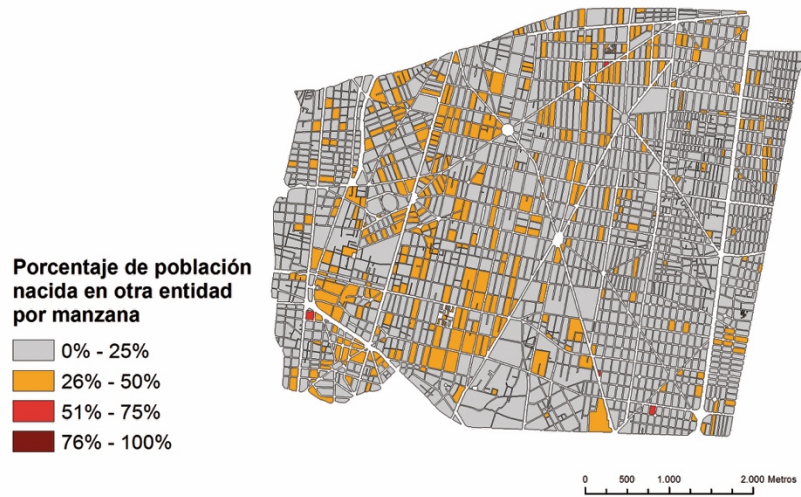 Porcentaje de población
nacida en otra entidad
por manzana
0% - 25%
26% - 50%
51% - 75%
76% - 100%
0 500 1.000 2.000 Metros